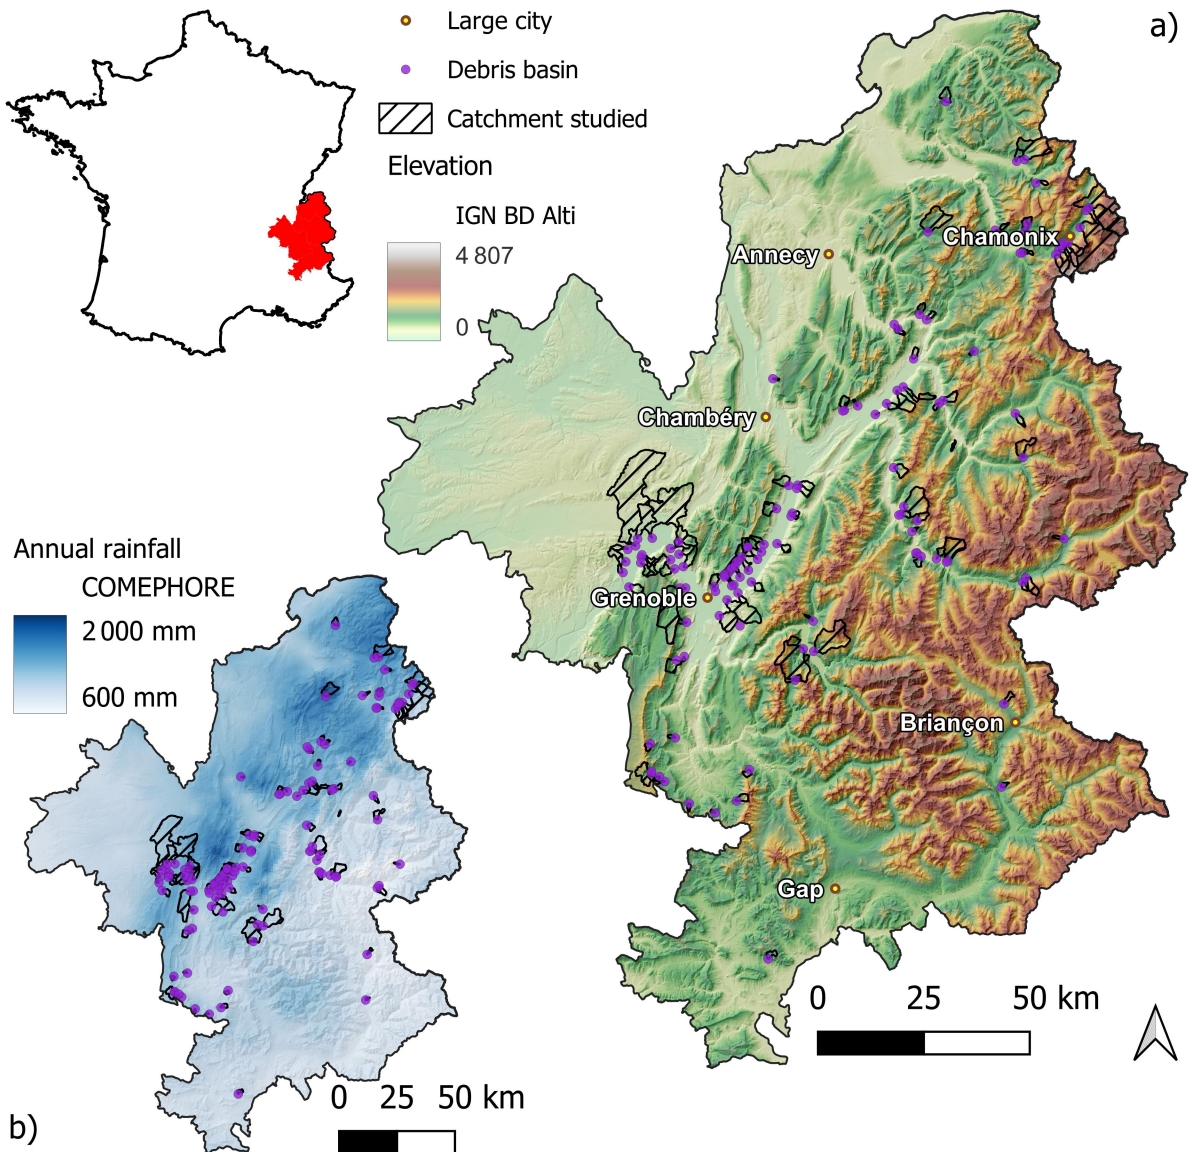 Large city
a)
Debris basin
Catchment studied
Elevation
IGN BD Alti
4 807
0
Chamonix
Annecy
Chambéry
Annual rainfall
COMEPHORE
2 000 mm
600 mm
Grenoble
Briançon
Gap
0 25 50 km
0 25 50 km
b)